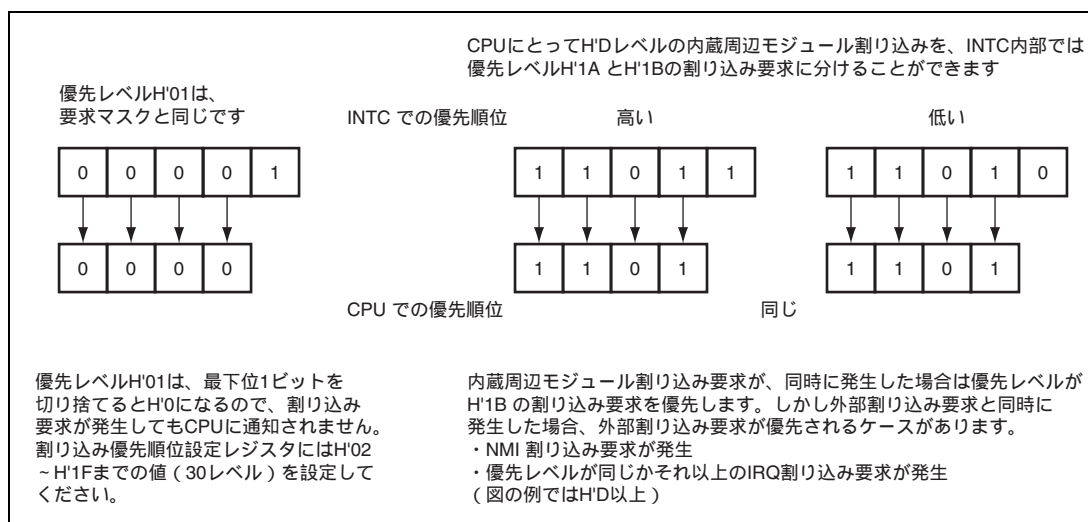 CPUにとってH'Dレベルの内蔵周辺モジュール割り込みを、INTC内部では
優先レベルH'1A とH'1Bの割り込み要求に分けることができます
優先レベルH'01は、
要求マスクと同じです
INTC での優先順位
高い
低い
0 0 0 0 1
1 1 0 1 1
1 1 0 1 0
0 0 0 0
1 1 0 1
1 1 0 1
CPU での優先順位
同じ
優先レベルH'01は、最下位1ビットを
切り捨てるとH'0になるので、割り込み
要求が発生してもCPUに通知されません。
割り込み優先順位設定レジスタにはH'02
~H'1Fまでの値(30レベル)を設定して
ください。
内蔵周辺モジュール割り込み要求が、同時に発生した場合は優先レベルが
H'1B の割り込み要求を優先します。しかし外部割り込み要求と同時に
発生した場合、外部割り込み要求が優先されるケースがあります。
・NMI 割り込み要求が発生
・優先レベルが同じかそれ以上のIRQ割り込み要求が発生
(図の例ではH'D以上)